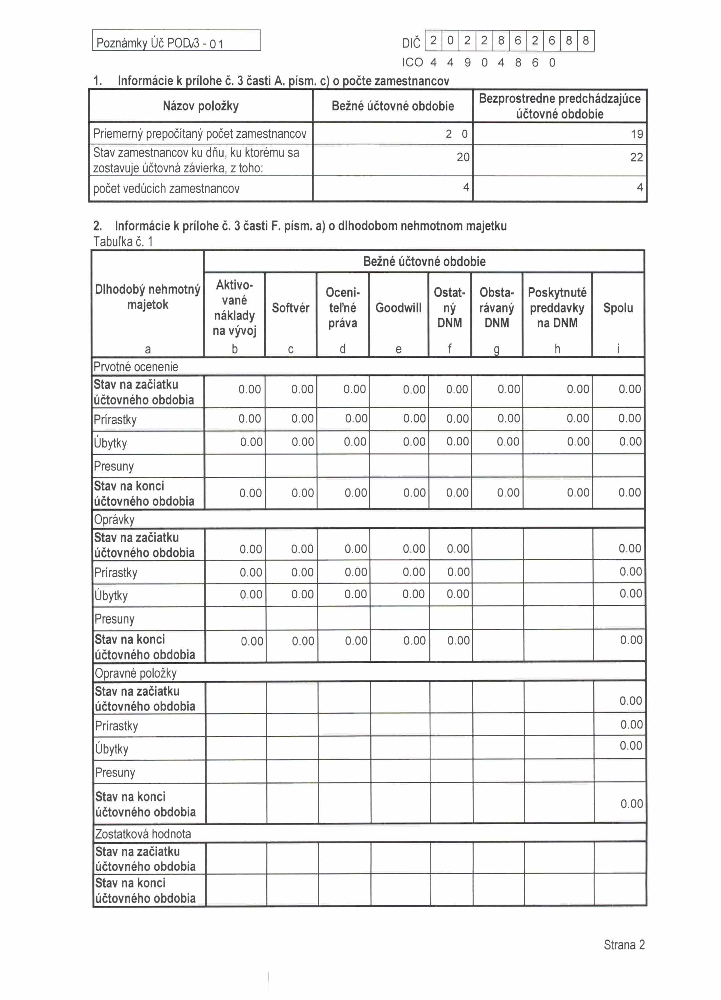 Poznámky Úč PODv3 - 01
DIČ 2 0 2 2 8 6 2 6 8 8
ICO 4 4 9 0 4 8 6 0
1. Informácie k prílohe č. 3 časti A. písm. c) o počte zamestnancov
Názov položky Bežné účtovné obdobie Bezprostredne predchádzajúce
účtovné obdobie
Priemerný prepočítaný počet zamestnancov 2 0 19
Stav zamestnancov ku dňu, ku ktorému sa
zostavuje účtovná závierka, z toho: 20 22
počet vedúcich zamestnancov 4 4
2. Informácie k prílohe č. 3 časti F. písm. a) o dlhodobom nehmotnom majetku
Tabuľka č. 1
Bežné účtovné obdobie
Dlhodobý nehmotný
majetok
Aktivo-
vané
náklady
na vývoj
Softvér
Oceni-
teľné
práva
Goodwill
Ostat-
ný
DNM
Obsta-
rávaný
DNM
Poskytnuté
preddavky
na DNM
Spolu
a b c d e f g h i
Prvotné ocenenie
Stav na začiatku
účtovného obdobia 0.00 0.00 0.00 0.00 0.00 0.00 0.00 0.00
Prírastky 0.00 0.00 0.00 0.00 0.00 0.00 0.00 0.00
Úbytky 0.00 0.00 0.00 0.00 0.00 0.00 0.00 0.00
Presuny
Stav na konci
účtovného obdobia 0.00 0.00 0.00 0.00 0.00 0.00 0.00 0.00
Oprávky
Stav na začiatku
účtovného obdobia 0.00 0.00 0.00 0.00 0.00 0.00
Prírastky 0.00 0.00 0.00 0.00 0.00 0.00
Úbytky 0.00 0.00 0.00 0.00 0.00 0.00
Presuny
Stav na konci
účtovného obdobia 0.00 0.00 0.00 0.00 0.00 0.00
Opravné položky
Stav na začiatku
účtovného obdobia 0.00
Prírastky 0.00
Úbytky 0.00
Presuny
Stav na konci
účtovného obdobia 0.00
Zostatková hodnota
Stav na začiatku
účtovného obdobia
Stav na konci
účtovného obdobia
Strana 2